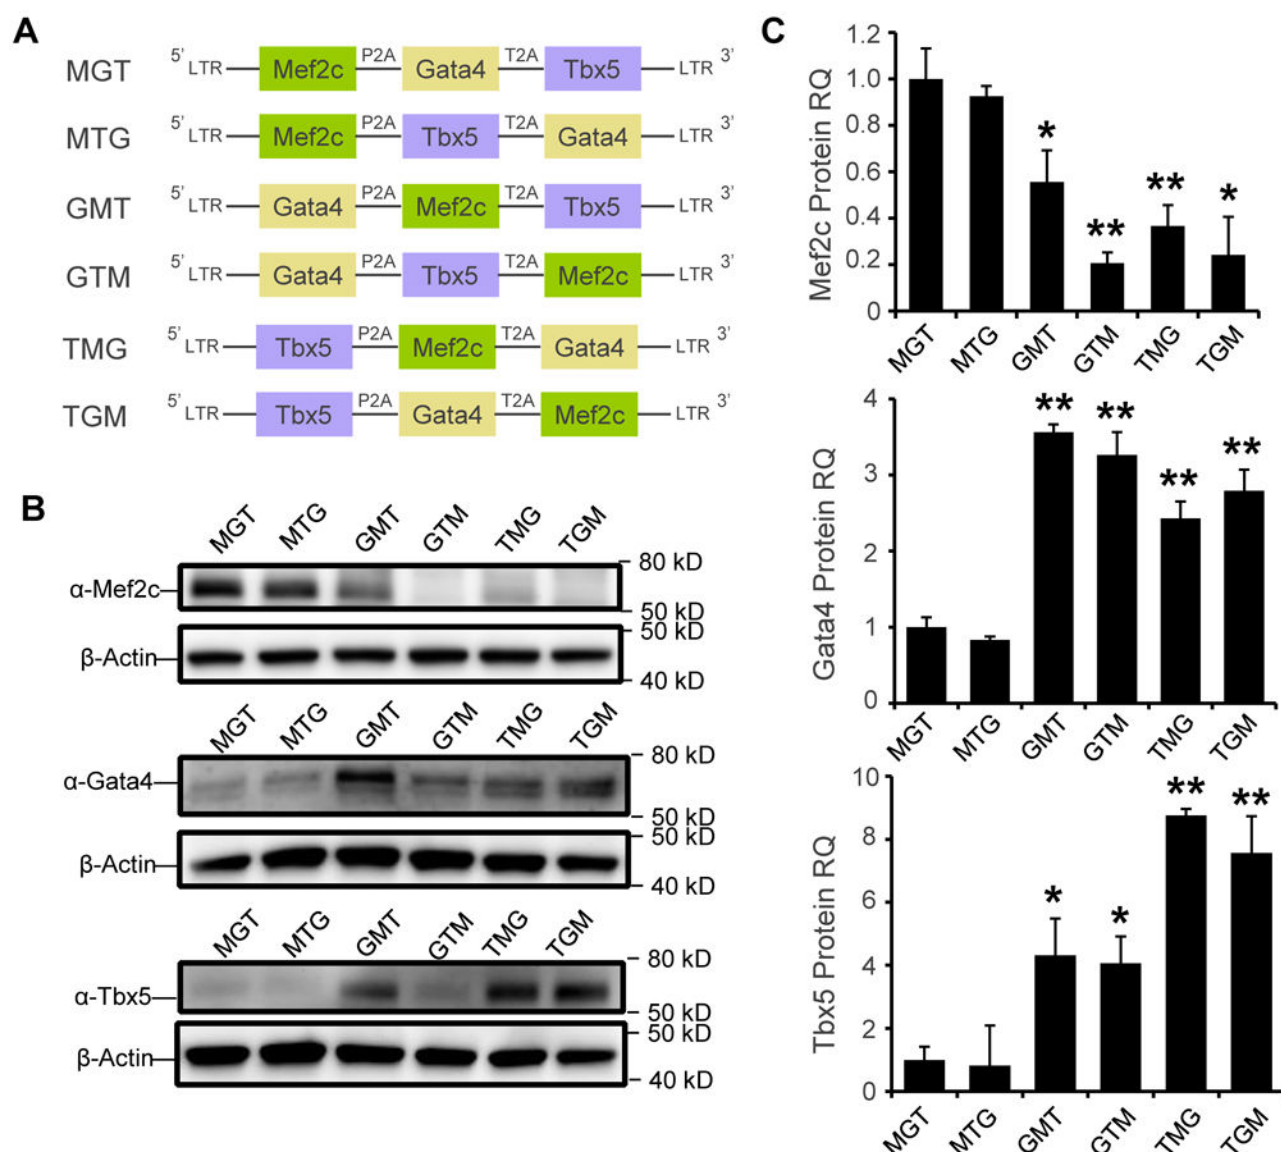 A
MGT 5’ LTR Mef2c P2A Gata4 T2A Tbx5 LTR 3’
MTG 5’ LTR Mef2c P2A Tbx5 T2A Gata4 LTR 3’
GMT 5’ LTR Gata4 P2A Mef2c T2A Tbx5 LTR 3’
GTM 5’ LTR Gata4 P2A Tbx5 T2A Mef2c LTR 3’
TMG 5’ LTR Tbx5 P2A Mef2c T2A Gata4 LTR 3’
TGM 5’ LTR Tbx5 P2A Gata4 T2A Mef2c LTR 3’
B
MGT MTG GMT GTM TMG TGM
80 kD
α-Mef2c
50 kD
50 kD
β-Actin
40 kD
MGT MTG GMT GTM TMG TGM
80 kD
α-Gata4
50 kD
50 kD
β-Actin
40 kD
MGT MTG GMT GTM TMG TGM
80 kD
α-Tbx5
50 kD
50 kD
β-Actin
40 kD
C
Mef2c Protein RQ
1.2
1.0
0.8
0.6
0.4
0.2
0
* ** ** *
MGT MTG GMT GTM TMG TGM
Gata4 Protein RQ
4
3
2
1
0
** ** ** **
MGT MTG GMT GTM TMG TGM
Tbx5 Protein RQ
10
8
6
4
2
0
* * ** **
MGT MTG GMT GTM TMG TGM